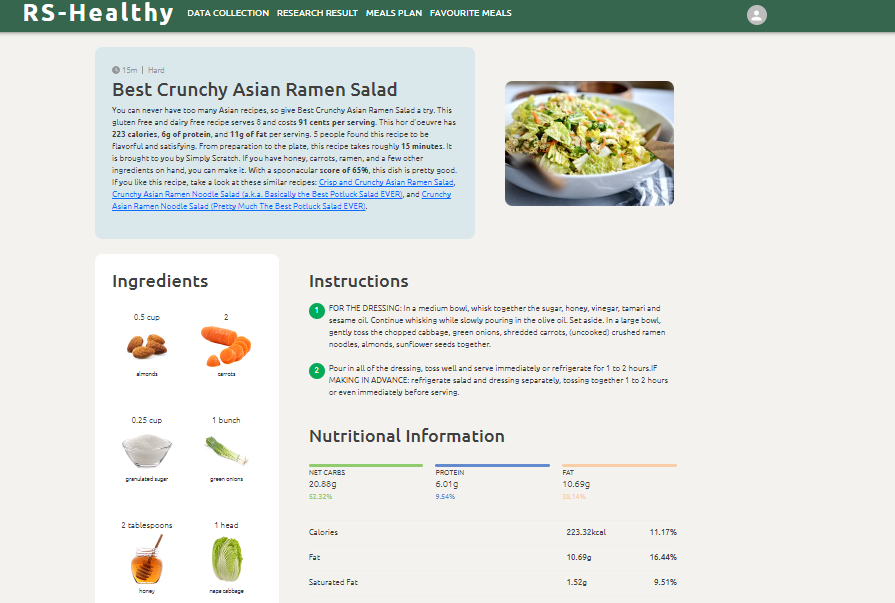 RS-Healthy
DATA COLLECTION RESEARCH RESULT MEALS PLAN FAVOURITE MEALS
15m | Hard
Best Crunchy Asian Ramen Salad
You can never have too many Asian recipes, so give Best Crunchy Asian Ramen Salad a try. This
gluten free and dairy free recipe serves 8 and costs 91 cents per serving. This hor d'oeuvre has
223 calories, 6g of protein, and 11g of fat per serving. 5 people found this recipe to be
flavorful and satisfying. From preparation to the plate, this recipe takes roughly 15 minutes. It
is brought to you by Simply Scratch. If you have honey, carrots, ramen, and a few other
ingredients on hand, you can make it. With a spoonacular score of 65%, this dish is pretty good.
If you like this recipe, take a look at these similar recipes: Crisp and Crunchy Asian Ramen Salad,
Crunchy Asian Ramen Noodle Salad (a.k.a. Basically the Best Potluck Salad EVER), and Crunchy
Asian Ramen Noodle Salad (Pretty Much The Best Potluck Salad EVER).
Ingredients
0.5 cup
almonds
2
carrots
0.25 cup
granulated sugar
1 bunch
green onions
2 tablespoons
honey
1 head
napa cabbage
Instructions
1
FOR THE DRESSING: In a medium bowl, whisk together the sugar, honey, vinegar, tamari and
sesame oil. Continue whisking while slowly pouring in the olive oil. Set aside. In a large bowl,
gently toss the chopped cabbage, green onions, shredded carrots, (uncooked) crushed ramen
noodles, almonds, sunflower seeds together.
2
Pour in all of the dressing, toss well and serve immediately or refrigerate for 1 to 2 hours.IF
MAKING IN ADVANCE: refrigerate salad and dressing separately, tossing together 1 to 2 hours
or even immediately before serving.
Nutritional Information
NET CARBS
20.88g
52.32%
PROTEIN
6.01g
9.54%
FAT
10.69g
38.14%
Calories 223.32kcal 11.17%
Fat 10.69g 16.44%
Saturated Fat 1.52g 9.51%